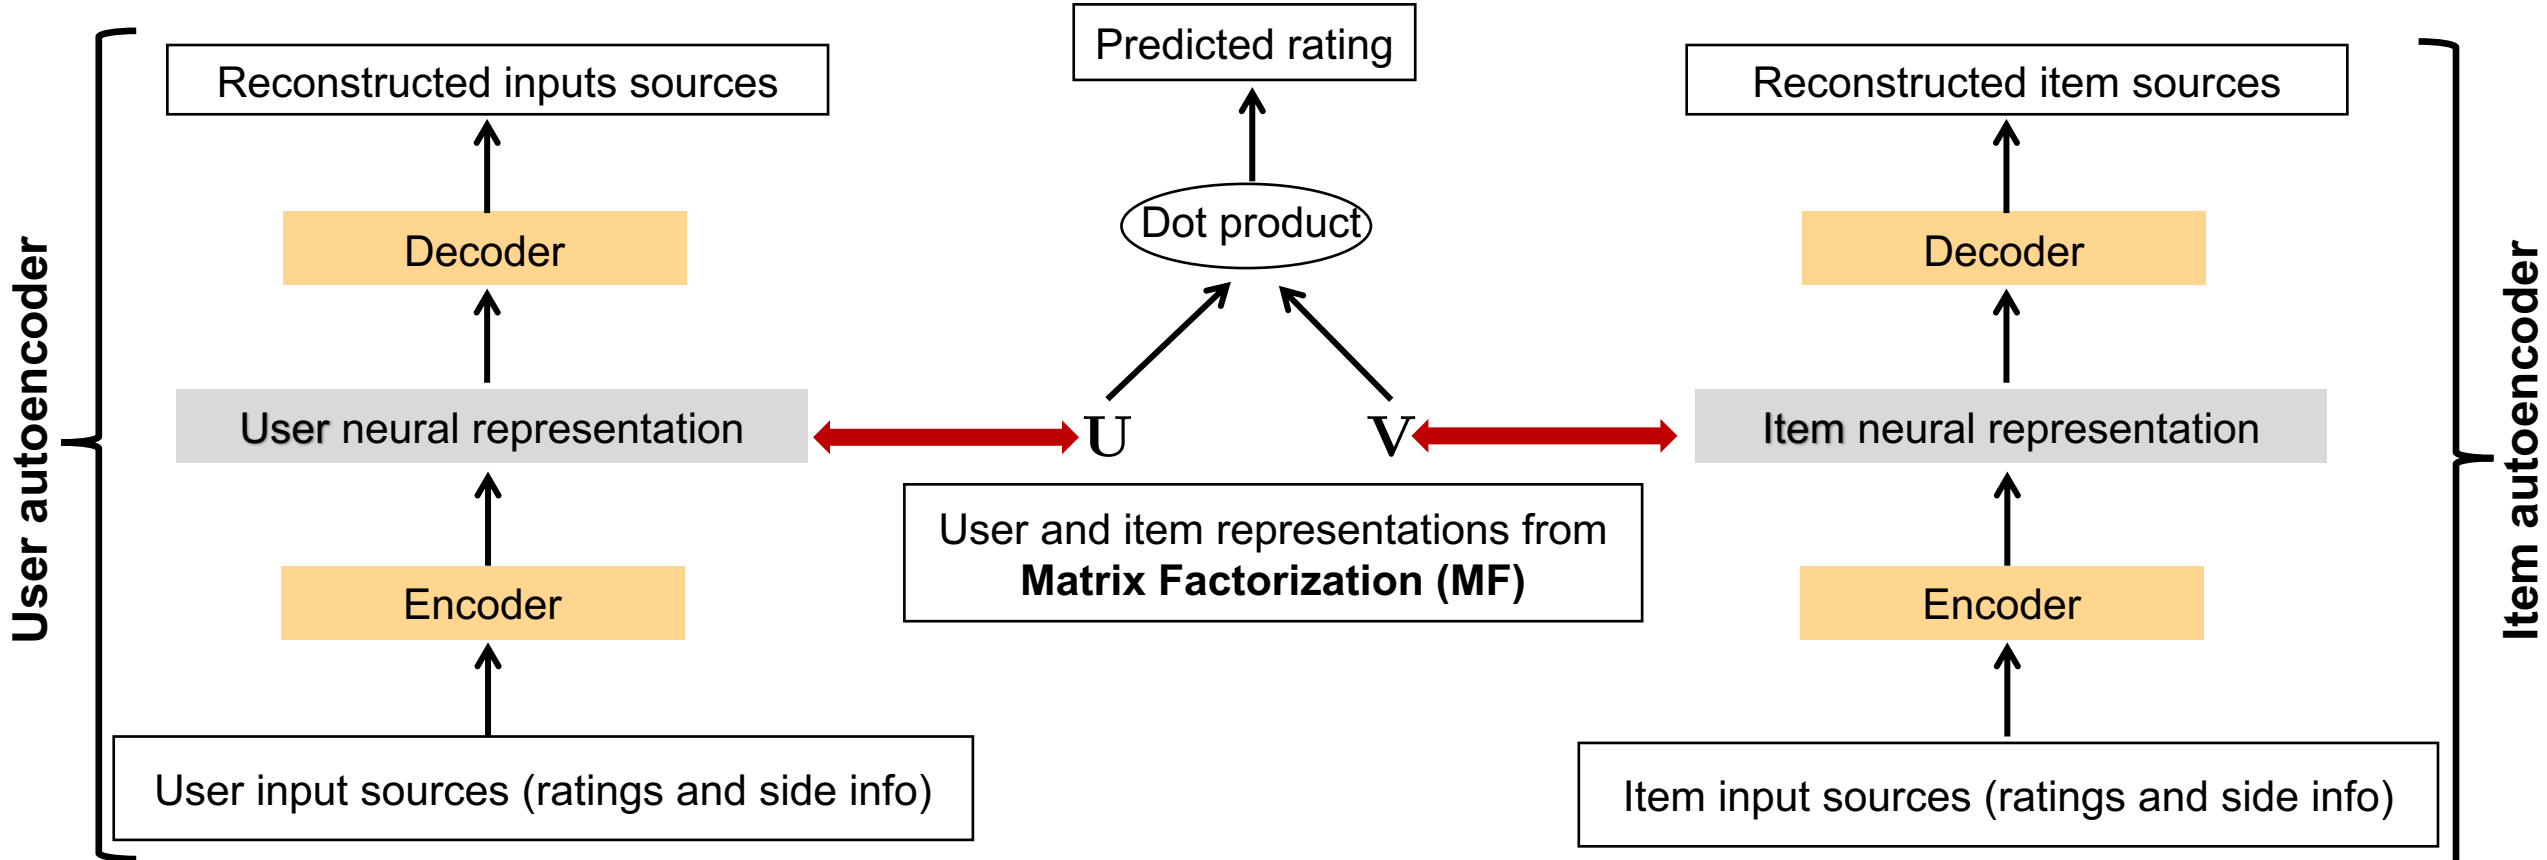 User autoencoder
Reconstructed inputs sources
Decoder
User neural representation
Encoder
User input sources (ratings and side info)
Predicted rating
Dot product
U
V
User and item representations from
Matrix Factorization (MF)
Reconstructed item sources
Decoder
Item neural representation
Encoder
Item input sources (ratings and side info)
Item autoencoder